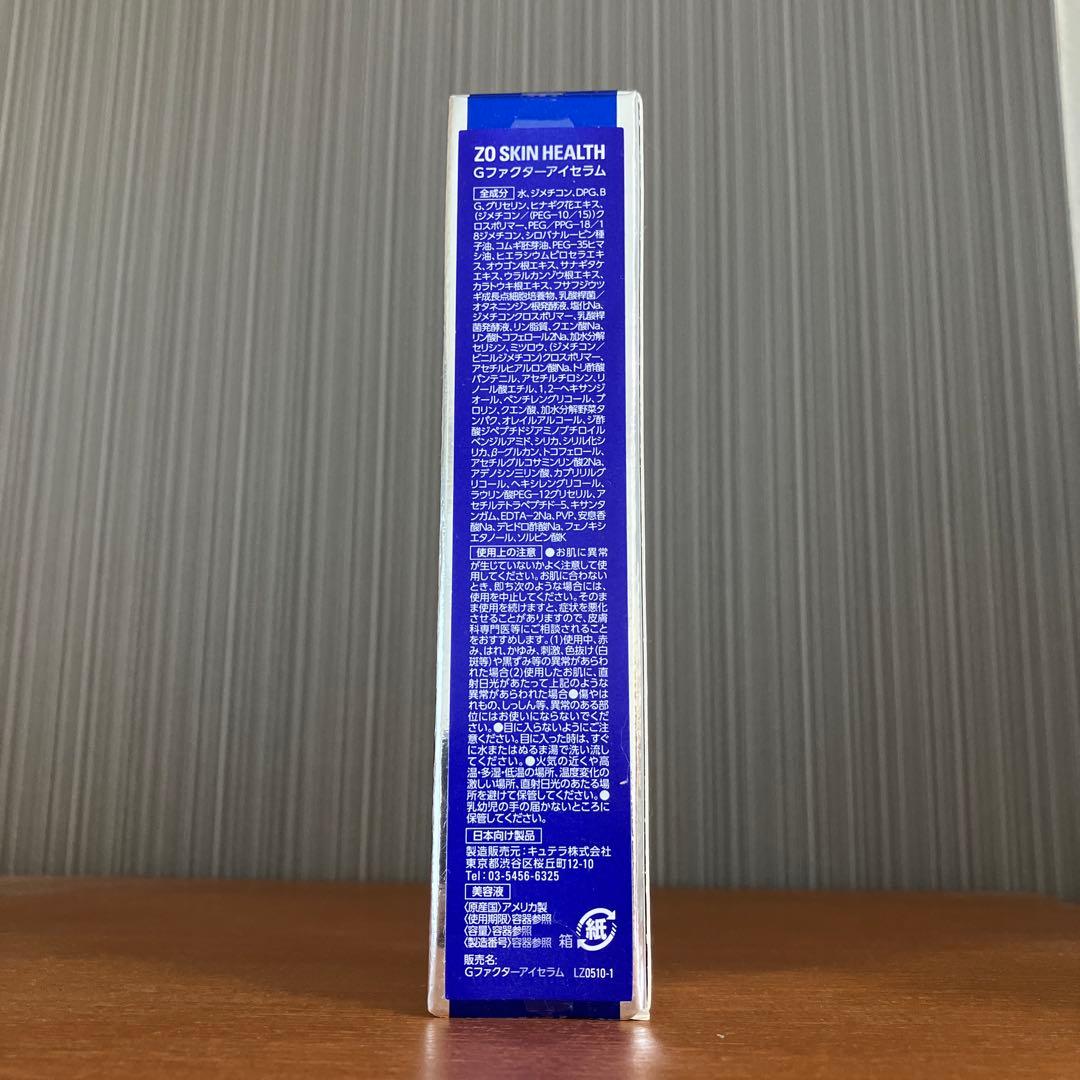 ZO SKIN HEALTH
Gファクターアイセラム
全成分 水、ジメチコン、DPG、B
G、グリセリン、ヒナギク花エキス、
(ジメチコン/(PEG-10/15))ク
ロスポリマー、PEG/PPG-18/1
8ジメチコン、シロバナルーピン種
子油、コムギ胚芽油、PEG-35ヒマ
シ油、ヒエラシウムピロセラエキ
ス、オウゴン根エキス、サナギタケ
エキス、ウラルカンゾウ根エキス、
カラトウキ根エキス、フサフジウツ
ギ成長点細胞培養物、乳酸桿菌/
オタネニンジン根発酵液、塩化Na、
ジメチコンクロスポリマー、乳酸桿
菌発酵液、リン脂質、クエン酸Na、
リン酸トコフェロール2Na、加水分解
セリシン、ミツロウ、(ジメチコン/
ビニルジメチコン)クロスポリマー、
アセチルヒアルロン酸Na、トリ酢酸
パンテニル、アセチルチロシン、リ
ノール酸エチル、1,2-ヘキサンジ
オール、ペンチレングリコール、プ
ロリン、クエン酸、加水分解野菜タ
ンパク、オレイルアルコール、ジ酢
酸ジペプチドジアミノブチロイル
ベンジルアミド、シリカ、シリル化シ
リカ、β-グルカン、トコフェロール、
アセチルグルコサミンリン酸2Na、
アデノシン三リン酸、カプリリルグ
リコール、ヘキシレングリコール、
ラウリン酸PEG-12グリセリル、ア
セチルテトラペプチド-5、キサンタ
ンガム、EDTA-2Na、PVP、安息香
酸Na、デヒドロ酢酸Na、フェノキシ
エタノール、ソルビン酸K
使用上の注意 ●お肌に異常
が生じていないかよく注意して使
用してください。お肌に合わない
とき、即ち次のような場合には、
使用を中止してください。そのま
ま使用を続けますと、症状を悪化
させることがありますので、皮膚
科専門医等にご相談されること
をおすすめします。(1)使用中、赤
み、はれ、かゆみ、刺激、色抜け(白
斑等)や黒ずみ等の異常があらわ
れた場合(2)使用したお肌に、直
射日光があたって上記のような
異常があらわれた場合●傷やは
れもの、しっしん等、異常のある部
位にはお使いにならないでくだ
さい。●目に入らないようにご注
意ください。目に入った時は、すぐ
に水またはぬるま湯で洗い流し
てください。●火気の近くや高
温・多湿・低温の場所、温度変化の
激しい場所、直射日光のあたる場
所を避けて保管してください。●
乳幼児の手の届かないところに
保管してください。
日本向け製品
製造販売元:キュテラ株式会社
東京都渋谷区桜丘町12-10
Tel:03-5456-6325
美容液
〈原産国〉アメリカ製
〈使用期限〉容器参照
〈容量〉容器参照
〈製造番号〉容器参照 箱 紙
販売名:
Gファクターアイセラム LZ0510-1